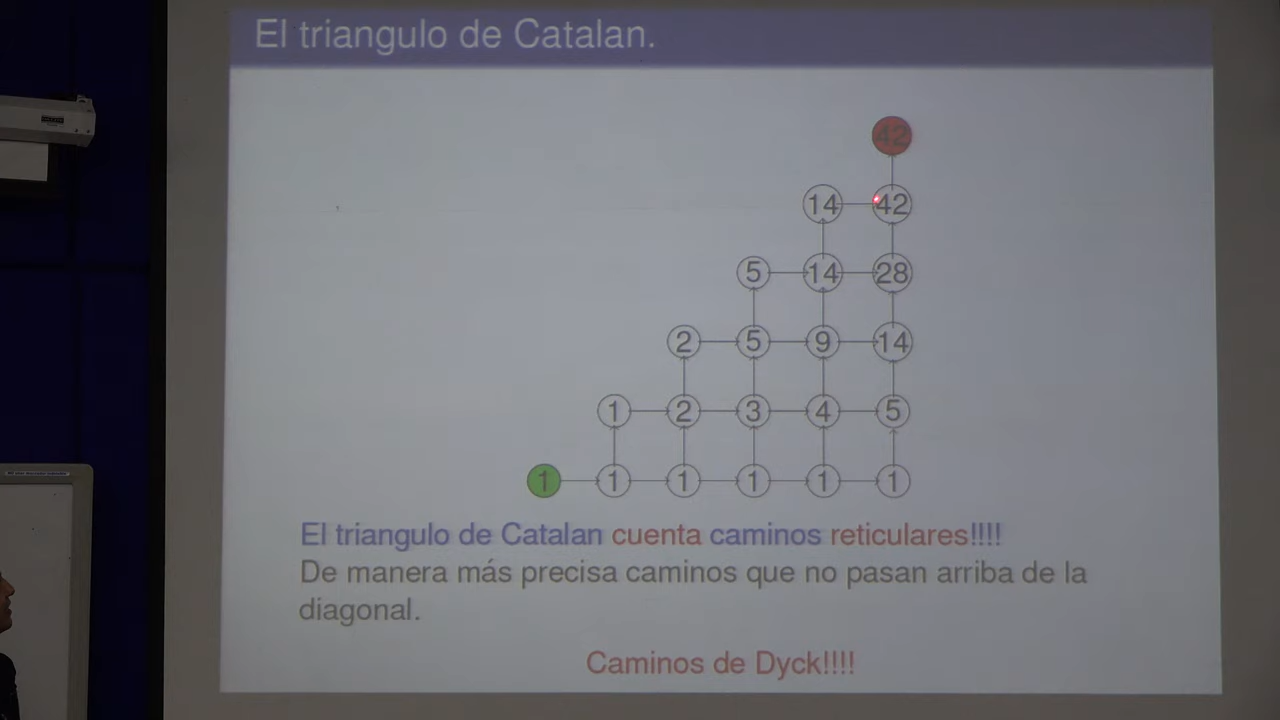 El triangulo de Catalan.
42
14 42
5 14 28
2 5 9 14
1 2 3 4 5
1 1 1 1 1 1
El triangulo de Catalan cuenta caminos reticulares!!!!
De manera más precisa caminos que no pasan arriba de la
diagonal.
Caminos de Dyck!!!!